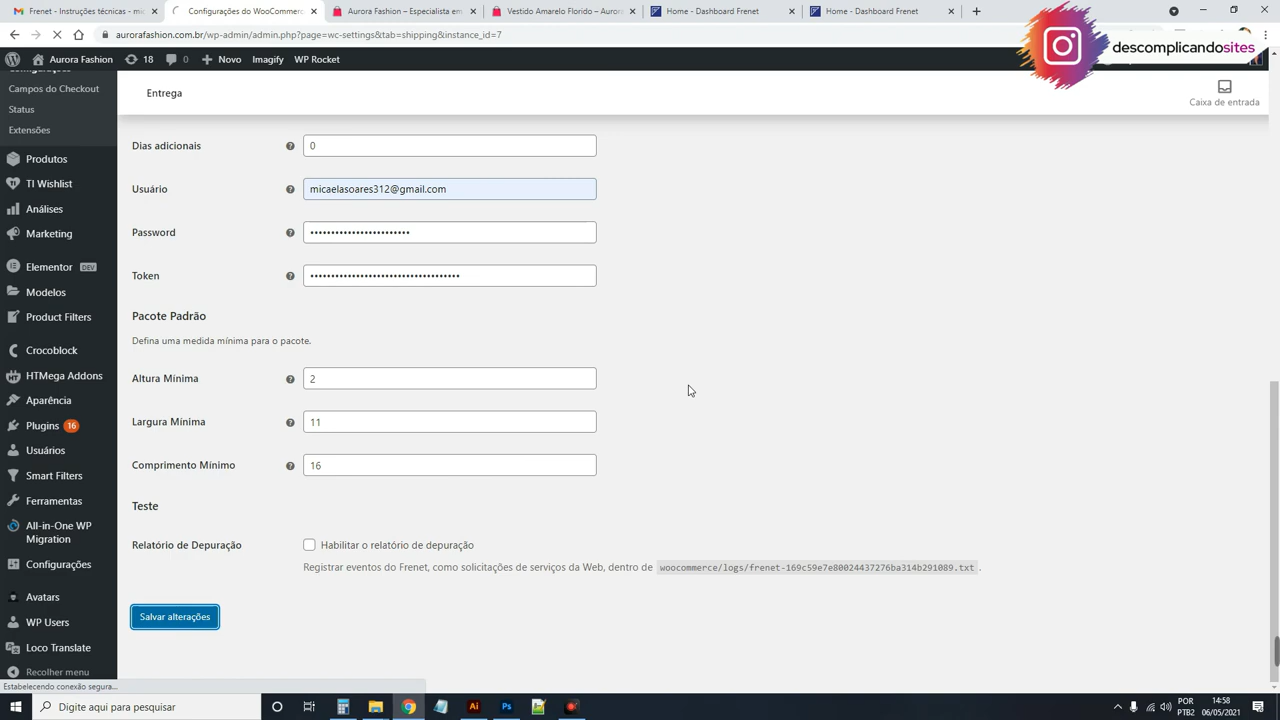 Frenet - Instruções técnicas - m
Configurações do WooCommerc
Aurora Fashion – Especialista em
Vestido Amarelo Florido – Aurora
Home - Dashboard Frenet
Home - Dashboard Frenet
aurorafashion.com.br/wp-admin/admin.php?page=wc-settings&tab=shipping&instance_id=7
descomplicandosites
Aurora Fashion
18
0
Novo
Imagify
WP Rocket
Configurações
Campos do Checkout
Status
Extensões
Produtos
TI Wishlist
Análises
Marketing
Elementor DEV
Modelos
Product Filters
Crocoblock
HTMega Addons
Aparência
Plugins 16
Usuários
Smart Filters
Ferramentas
All-in-One WP
Migration
Configurações
Avatars
WP Users
Loco Translate
Recolher menu
Entrega
Caixa de entrada
Dias adicionais
0
Usuário
micaelasoares312@gmail.com
Password
Token
Pacote Padrão
Defina uma medida mínima para o pacote.
Altura Mínima
2
Largura Mínima
11
Comprimento Mínimo
16
Teste
Relatório de Depuração
Habilitar o relatório de depuração
Registrar eventos do Frenet, como solicitações de serviços da Web, dentro de woocommerce/logs/frenet-169c59e7e80024437276ba314b291089.txt .
Salvar alterações
Estabelecendo conexão segura...
Digite aqui para pesquisar
POR
PTB2
14:58
06/05/2021